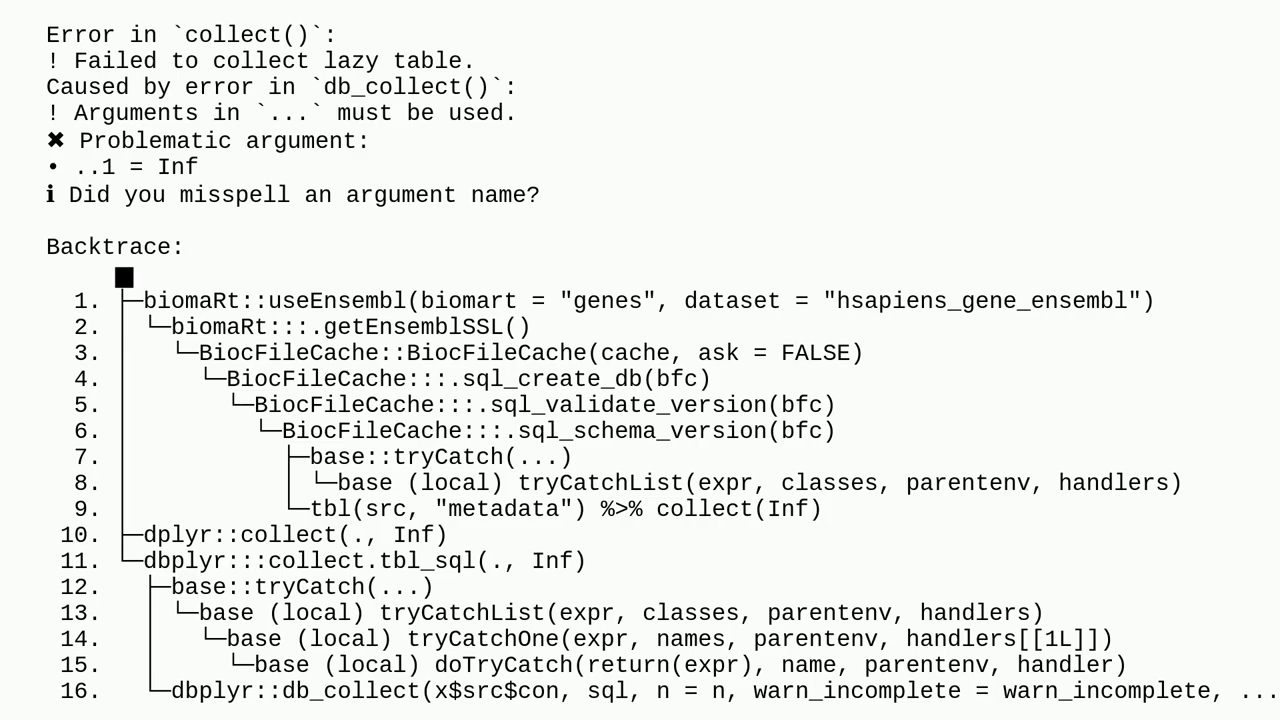 Error in `collect()`:
! Failed to collect lazy table.
Caused by error in `db_collect()`:
! Arguments in `...` must be used.
✖ Problematic argument:
• ..1 = Inf
ℹ Did you misspell an argument name?

Backtrace:
     ▆
  1. ├─biomaRt::useEnsembl(biomart = "genes", dataset = "hsapiens_gene_ensembl")
  2. │ └─biomaRt:::.getEnsemblSSL()
  3. │   └─BiocFileCache::BiocFileCache(cache, ask = FALSE)
  4. │     └─BiocFileCache:::.sql_create_db(bfc)
  5. │       └─BiocFileCache:::.sql_validate_version(bfc)
  6. │         └─BiocFileCache:::.sql_schema_version(bfc)
  7. │           ├─base::tryCatch(...)
  8. │           │ └─base (local) tryCatchList(expr, classes, parentenv, handlers)
  9. │           └─tbl(src, "metadata") %>% collect(Inf)
 10. ├─dplyr::collect(., Inf)
 11. └─dbplyr:::collect.tbl_sql(., Inf)
 12.   ├─base::tryCatch(...)
 13.   │ └─base (local) tryCatchList(expr, classes, parentenv, handlers)
 14.   │   └─base (local) tryCatchOne(expr, names, parentenv, handlers[[1L]])
 15.   │     └─base (local) doTryCatch(return(expr), name, parentenv, handler)
 16.   └─dbplyr::db_collect(x$src$con, sql, n = n, warn_incomplete = warn_incomplete, ...